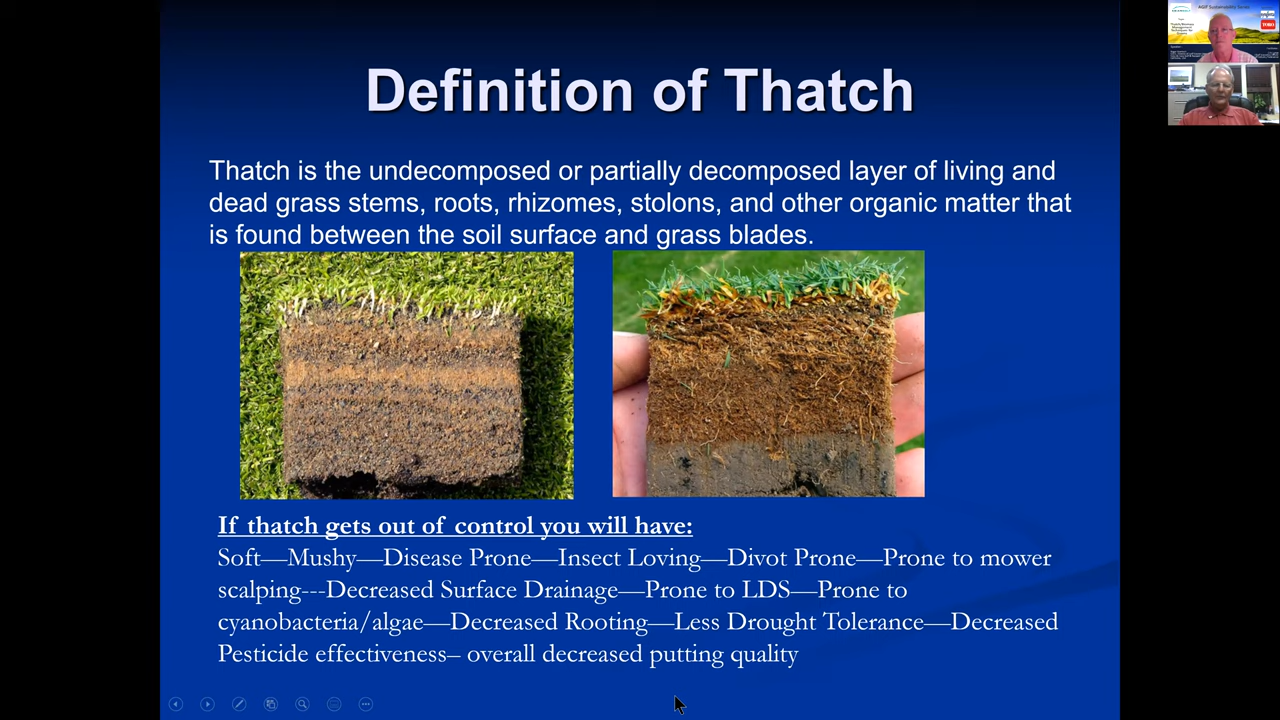 Definition of Thatch
Thatch is the undecomposed or partially decomposed layer of living and
dead grass stems, roots, rhizomes, stolons, and other organic matter that
is found between the soil surface and grass blades.
If thatch gets out of control you will have:
Soft—Mushy—Disease Prone—Insect Loving—Divot Prone—Prone to mower
scalping---Decreased Surface Drainage—Prone to LDS—Prone to
cyanobacteria/algae—Decreased Rooting—Less Drought Tolerance—Decreased
Pesticide effectiveness– overall decreased putting quality
TORO